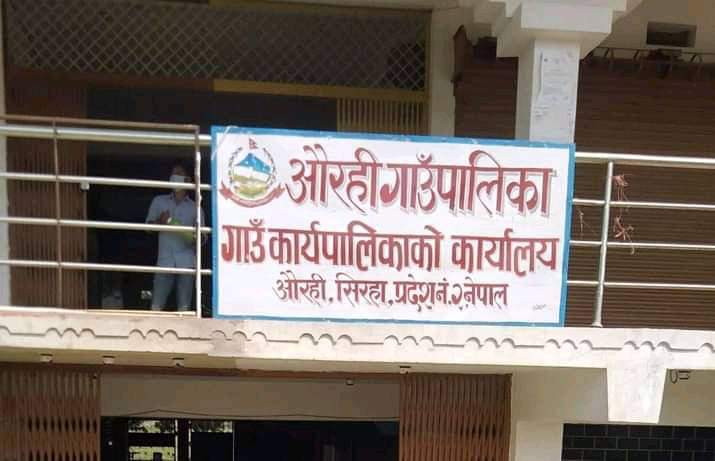 औरही गाउँपालिका
गाउँ कार्यपालिकाको कार्यालय
औरही, सिरहा, प्रदेश नं. २ नेपाल